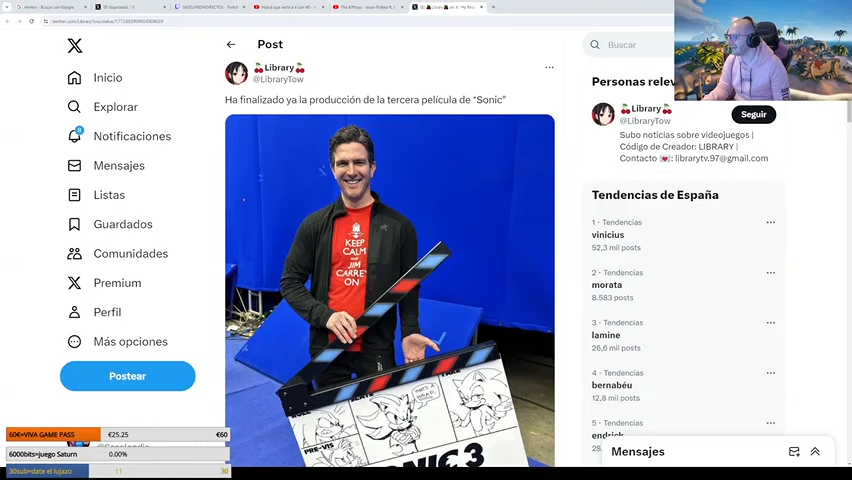 Post
🍒Library🍒
@LibraryTow
Ha finalizado ya la producción de la tercera película de "Sonic"
KEEP
CALM
AND
JIM
CARREY
ON
THAT'S A
WRAP
PRE-VIS
Inicio
Explorar
Notificaciones
Mensajes
Listas
Guardados
Comunidades
Premium
Perfil
Más opciones
Postear
60€=VIVA GAME PASS €25.25 €60
6000bits=juego Saturn 0.00%
30sub=date el lujazo 11 30
Buscar
🍒Library🍒
@LibraryTow
Seguir
Subo noticias sobre videojuegos |
Código de Creador: LIBRARY |
Contacto 💌: librarytv.97@gmail.com
Tendencias de España
1 · Tendencias
vinicius
52,3 mil posts
2 · Tendencias
morata
8.583 posts
3 · Tendencias
lamine
26,6 mil posts
4 · Tendencias
bernabéu
12,8 mil posts
5 · Tendencias
endrick
Mensajes